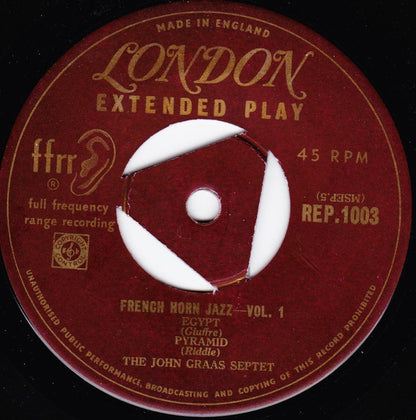 MADE IN ENGLAND
LONDON
EXTENDED PLAY
ffrr
®
full frequency
range recording
45 RPM
(MSEP.5)
REP.1003
COPYRIGHT
CONTROL
FRENCH HORN JAZZ—VOL. 1
EGYPT
(Giuffre)
PYRAMID
(Riddle)
THE JOHN GRAAS SEPTET
UNAUTHORISED PUBLIC PERFORMANCE, BROADCASTING AND COPYING OF THIS RECORD PROHIBITED